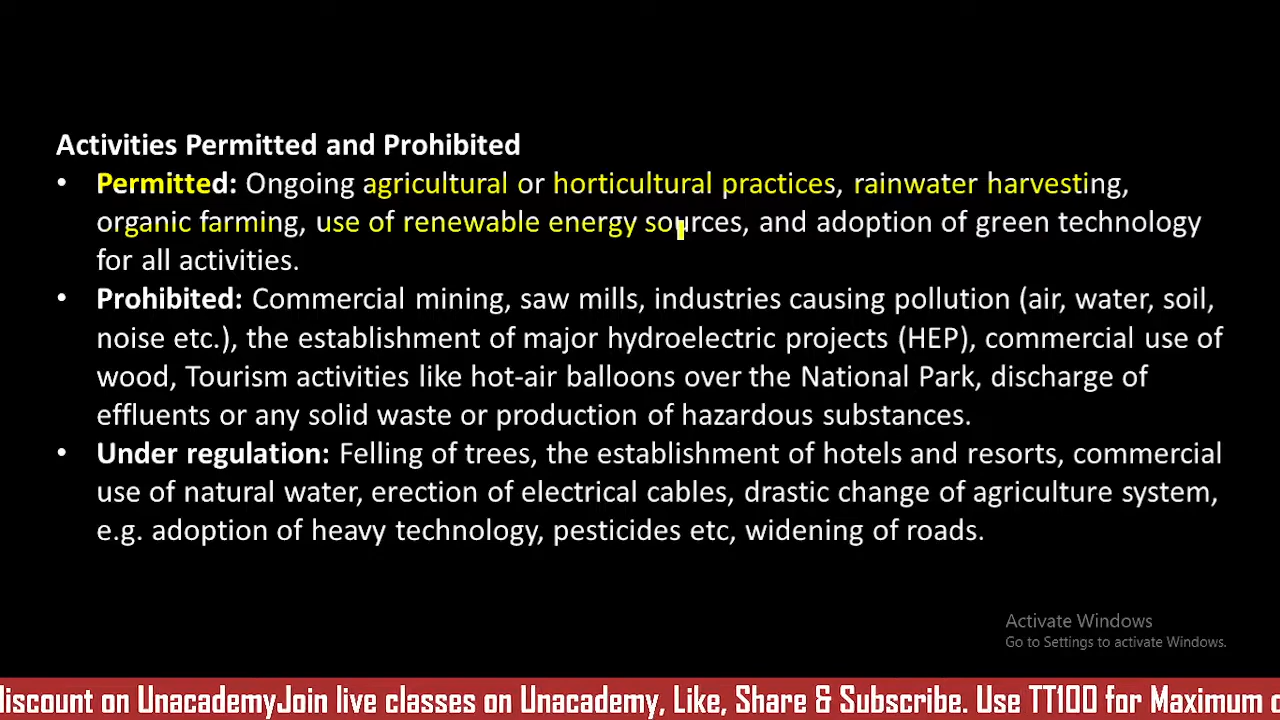 Activities Permitted and Prohibited
• Permitted: Ongoing agricultural or horticultural practices, rainwater harvesting,
organic farming, use of renewable energy sources, and adoption of green technology
for all activities.
• Prohibited: Commercial mining, saw mills, industries causing pollution (air, water, soil,
noise etc.), the establishment of major hydroelectric projects (HEP), commercial use of
wood, Tourism activities like hot-air balloons over the National Park, discharge of
effluents or any solid waste or production of hazardous substances.
• Under regulation: Felling of trees, the establishment of hotels and resorts, commercial
use of natural water, erection of electrical cables, drastic change of agriculture system,
e.g. adoption of heavy technology, pesticides etc, widening of roads.
Activate Windows
Go to Settings to activate Windows.
discount on UnacademyJoin live classes on Unacademy, Like, Share & Subscribe. Use TT100 for Maximum